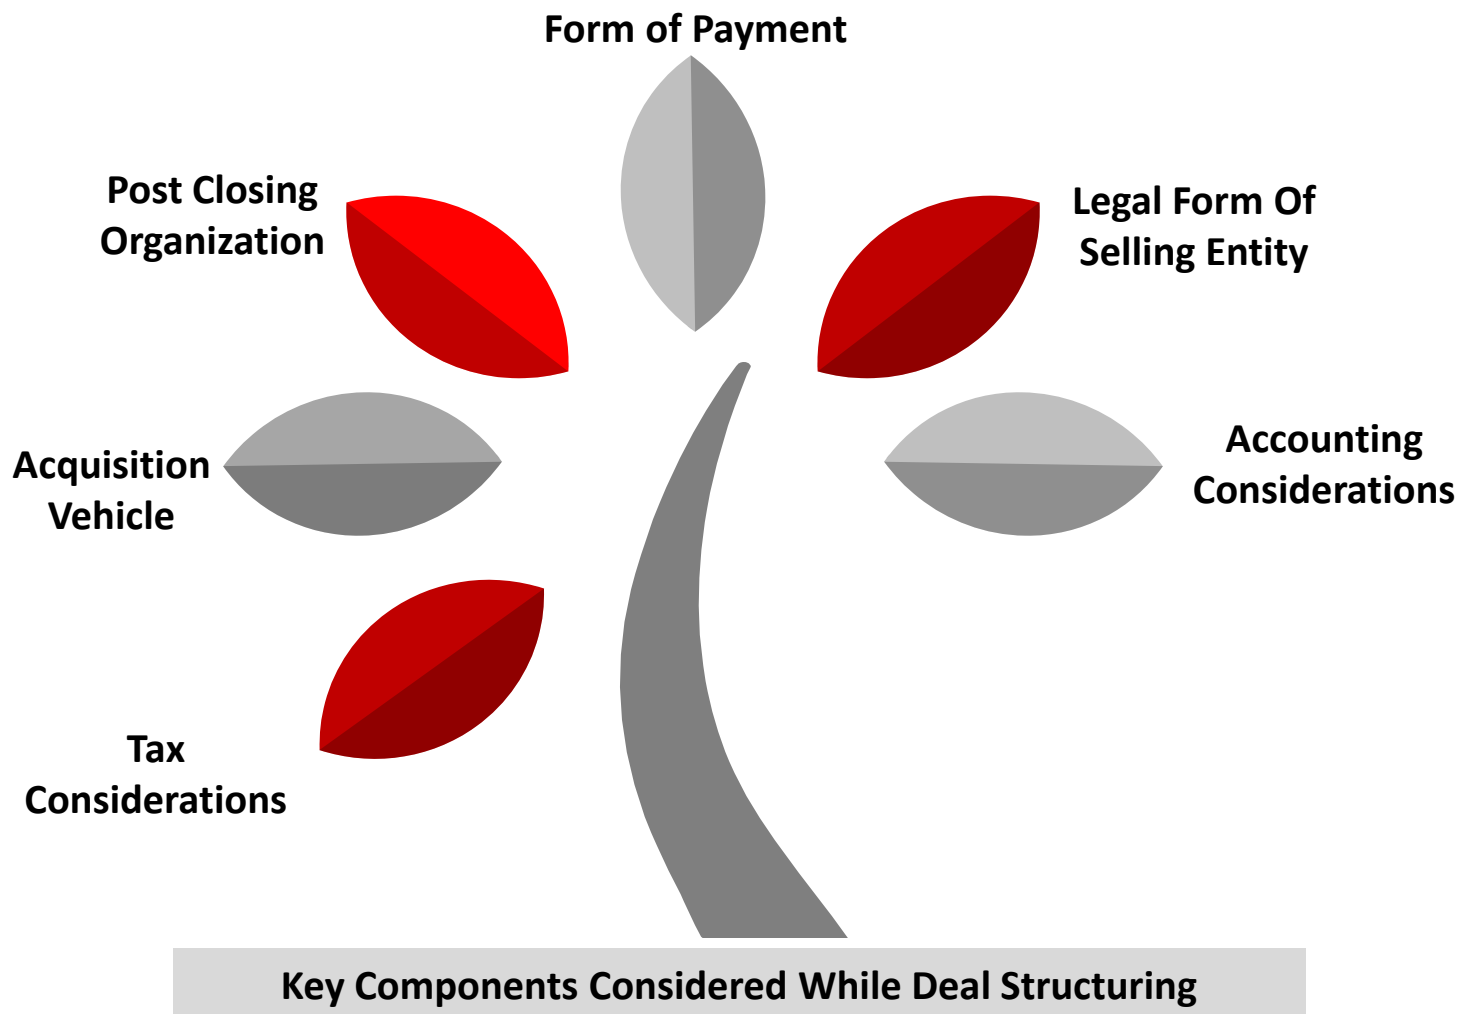 Form of Payment
Post Closing
Organization
Legal Form Of
Selling Entity
Acquisition
Vehicle
Accounting
Considerations
Tax
Considerations
Key Components Considered While Deal Structuring